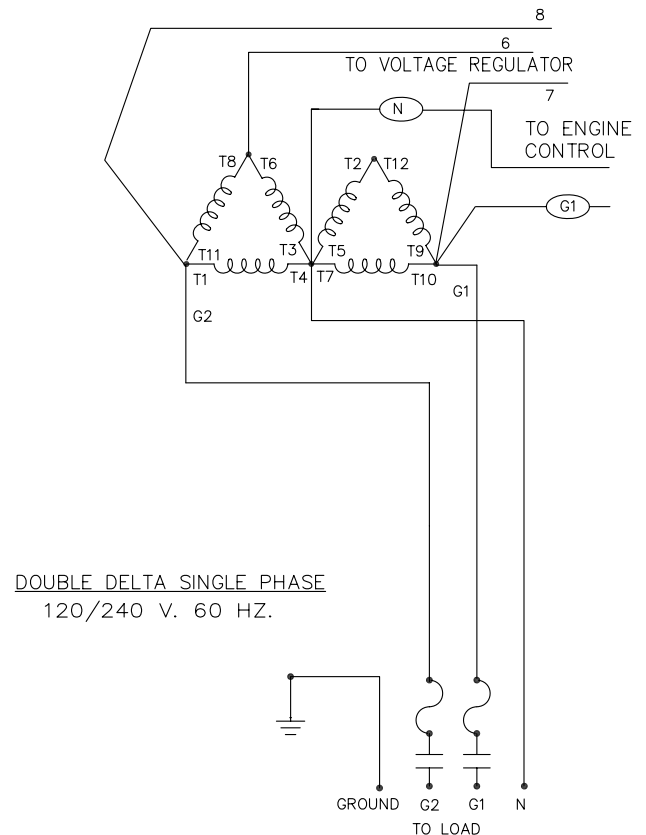 8
6
TO VOLTAGE REGULATOR
7
N
TO ENGINE
CONTROL
T8 T6
T2 T12
G1
T11 T3 T5 T9
T1 T4 T7 T10
G1
G2
DOUBLE DELTA SINGLE PHASE
120/240 V. 60 HZ.
GROUND G2 G1 N
TO LOAD